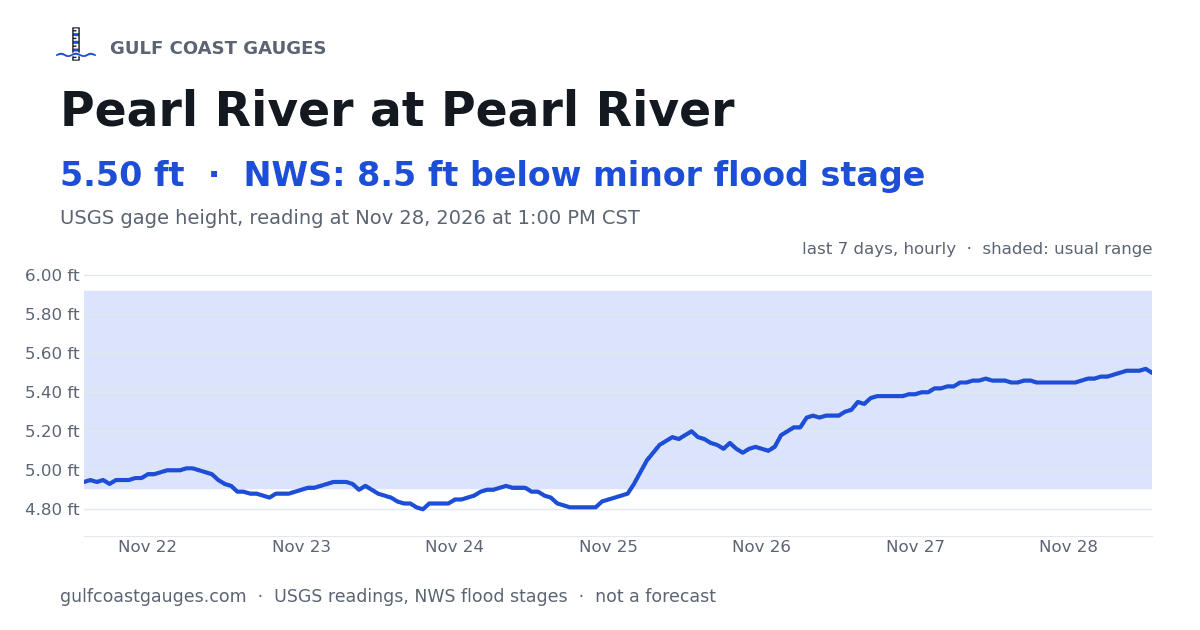 GULF COAST GAUGES
Pearl River at Pearl River
5.50 ft · NWS: 8.5 ft below minor flood stage
USGS gage height, reading at Nov 28, 2026 at 1:00 PM CST
last 7 days, hourly · shaded: usual range
6.00 ft
5.80 ft
5.60 ft
5.40 ft
5.20 ft
5.00 ft
4.80 ft
Nov 22 Nov 23 Nov 24 Nov 25 Nov 26 Nov 27 Nov 28
gulfcoastgauges.com · USGS readings, NWS flood stages · not a forecast